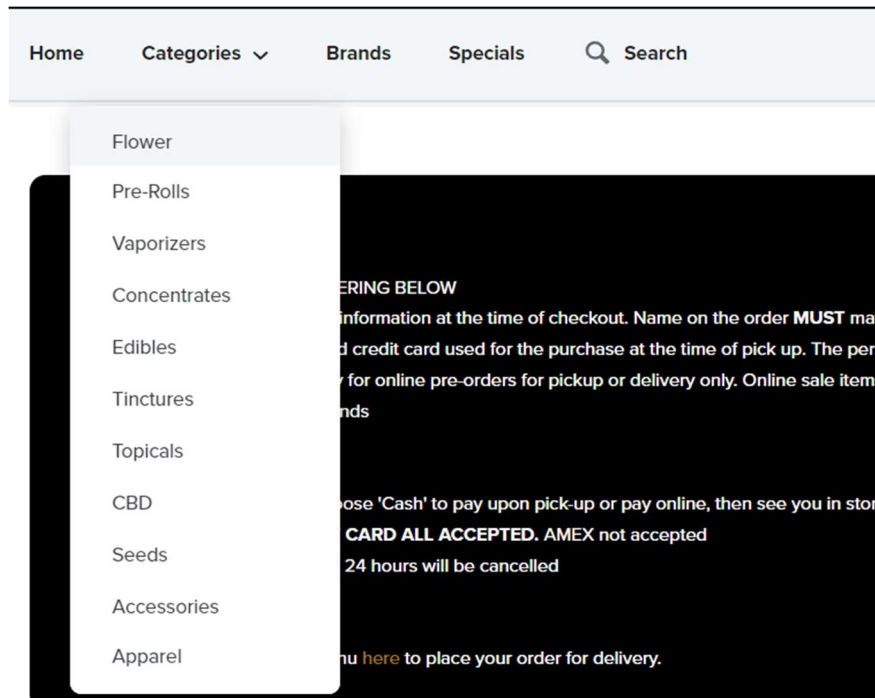 Home Categories Brands Specials Search
Flower
Pre-Rolls
Vaporizers
Concentrates
Edibles
Tinctures
Topicals
CBD
Seeds
Accessories
Apparel
ERING BELOW
information at the time of checkout. Name on the order MUST ma
d credit card used for the purchase at the time of pick up. The per
for online pre-orders for pickup or delivery only. Online sale item
nds
ose 'Cash' to pay upon pick-up or pay online, then see you in stor
CARD ALL ACCEPTED. AMEX not accepted
24 hours will be cancelled
nu here to place your order for delivery.